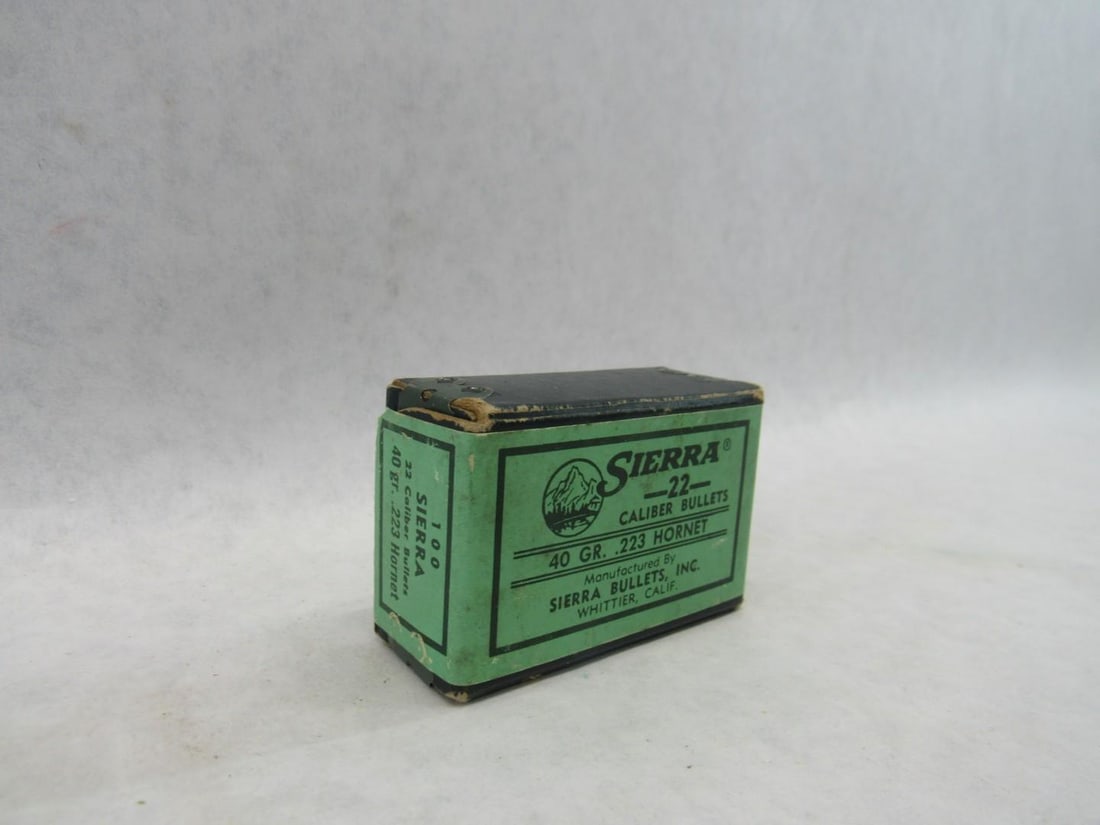 100
SIERRA
22 Caliber Bullets
40 gr. .223 Hornet
SIERRA®
—22—
CALIBER BULLETS
40 GR. .223 HORNET
Manufactured By
SIERRA BULLETS, INC.
WHITTIER, CALIF.